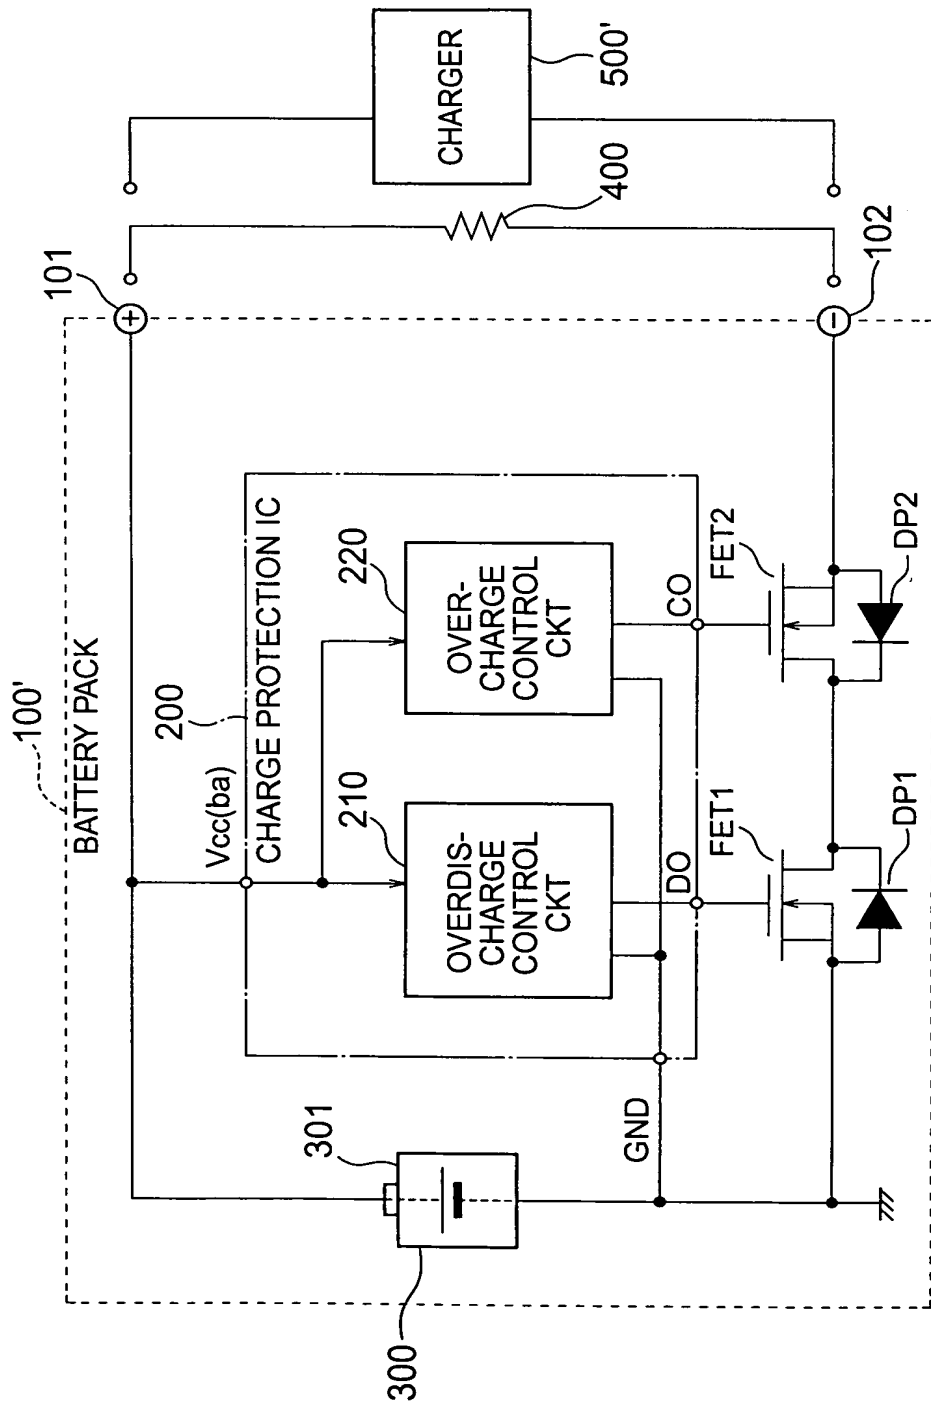 100'
BATTERY PACK
101
+
Vcc(ba)
200
CHARGE PROTECTION IC
301
300
210
OVERDIS-
CHARGE
CONTROL
CKT
220
OVER-
CHARGE
CONTROL
CKT
CHARGER
500'
400
GND
DO
CO
FET1
FET2
102
−
DP1
DP2